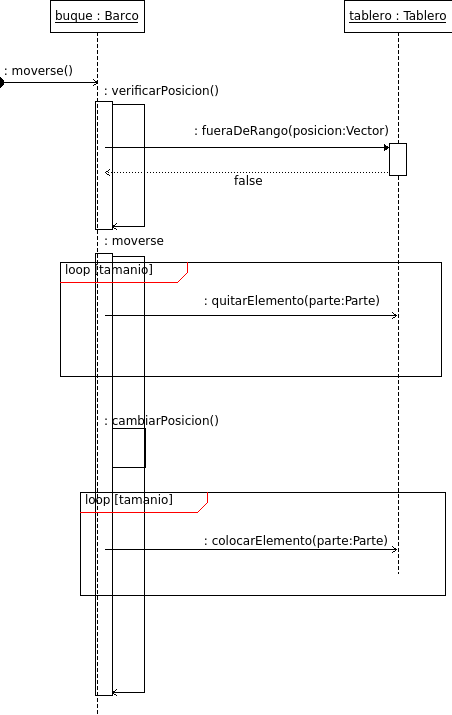 buque : Barco
tablero : Tablero
: moverse()
: verificarPosicion()
: fueraDeRango(posicion:Vector)
false
: moverse
loop [tamanio]
: quitarElemento(parte:Parte)
: cambiarPosicion()
loop [tamanio]
: colocarElemento(parte:Parte)